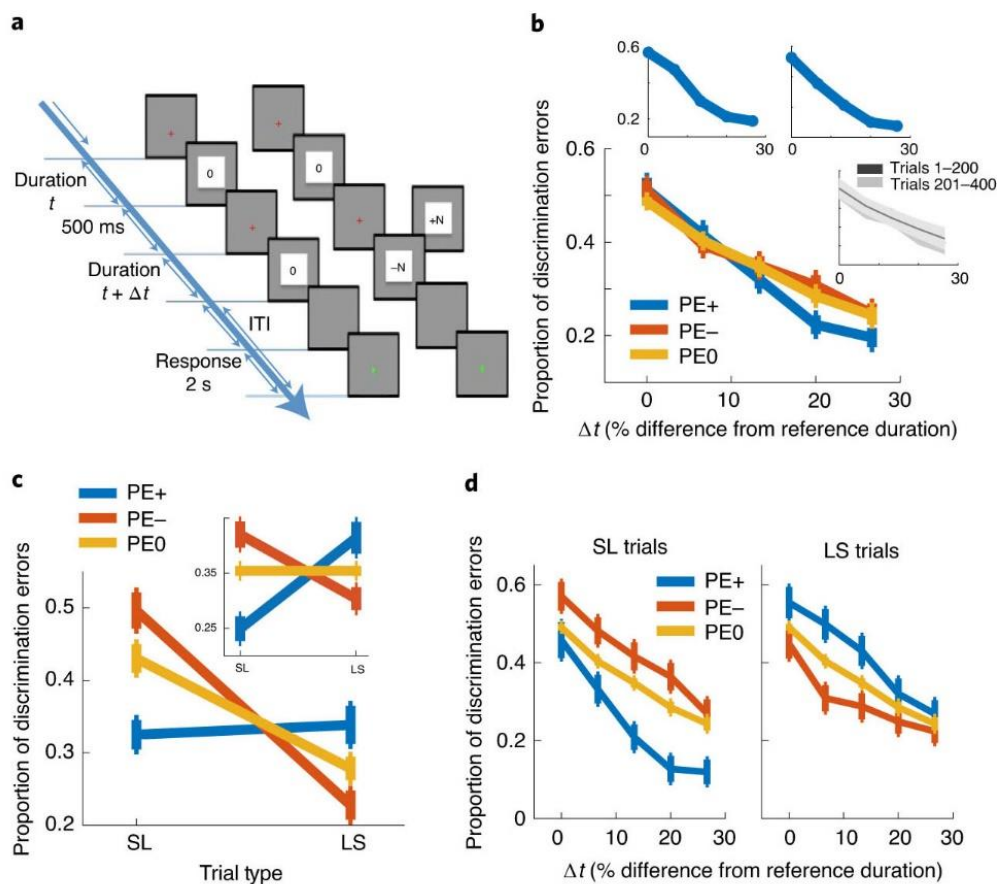 a
Duration
t
500 ms
Duration
t + Δt
ITI
Response
2 s
+
+
0
0
+
+
+N
0
–N
+
+
b
0.6
0.2
0
30
0
30
Trials 1–200
Trials 201–400
0
30
Proportion of discrimination errors
0.6
0.4
0.2
PE+
PE–
PE0
0
10
20
30
Δt (% difference from reference duration)
c
PE+
PE–
PE0
Proportion of discrimination errors
0.5
0.4
0.3
0.2
0.35
0.25
SL
LS
SL
LS
Trial type
d
SL trials
LS trials
PE+
PE–
PE0
Proportion of discrimination errors
0.6
0.4
0.2
0
0
10
20
30
0
10
20
30
Δt (% difference from reference duration)